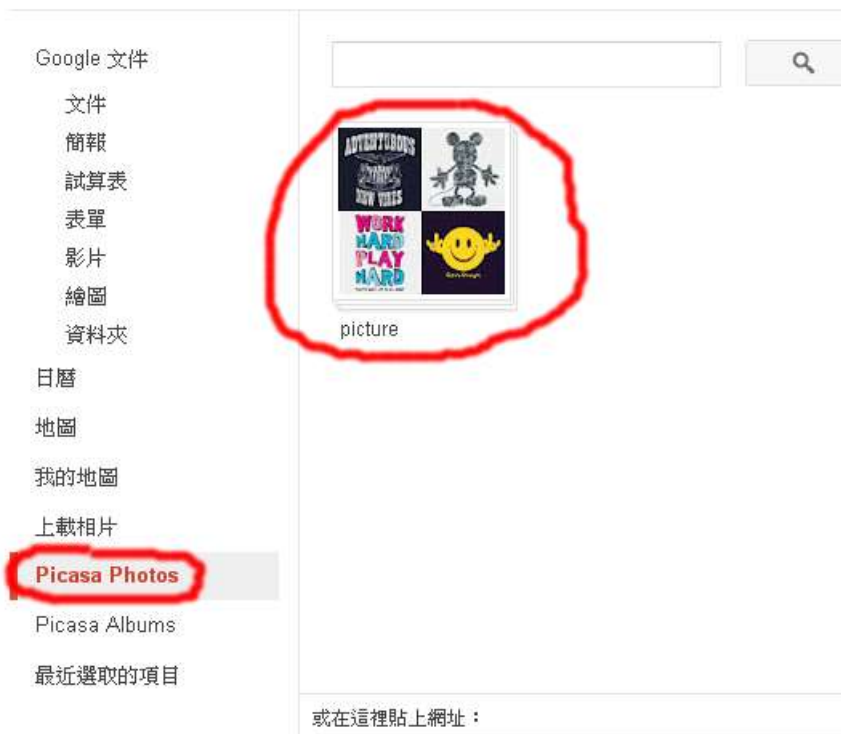 Google 文件
文件
簡報
試算表
表單
影片
繪圖
資料夾
日曆
地圖
我的地圖
上載相片
Picasa Photos
Picasa Albums
最近選取的項目
ADVENTUROUS
NEW VIBES
WORK
HARD
PLAY
HARD
picture
或在這裡貼上網址：